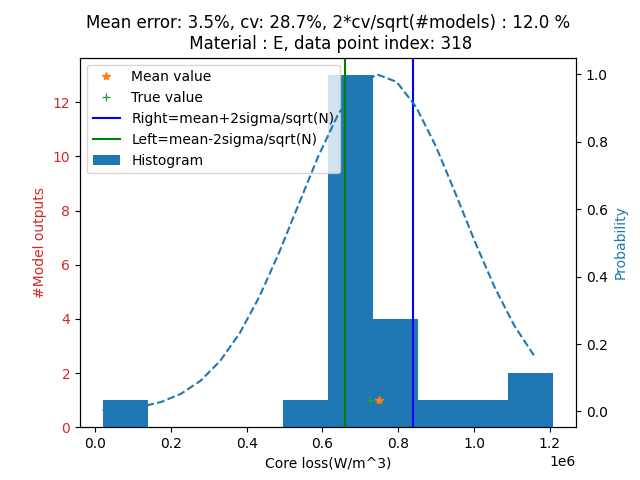 Mean error: 3.5%, cv: 28.7%, 2*cv/sqrt(#models) : 12.0 %
Material : E, data point index: 318
Mean value
True value
Right=mean+2sigma/sqrt(N)
Left=mean-2sigma/sqrt(N)
Histogram
#Model outputs
12
10
8
6
4
2
0
Probability
1.0
0.8
0.6
0.4
0.2
0.0
0.0 0.2 0.4 0.6 0.8 1.0 1.2
1e6
Core loss(W/m^3)